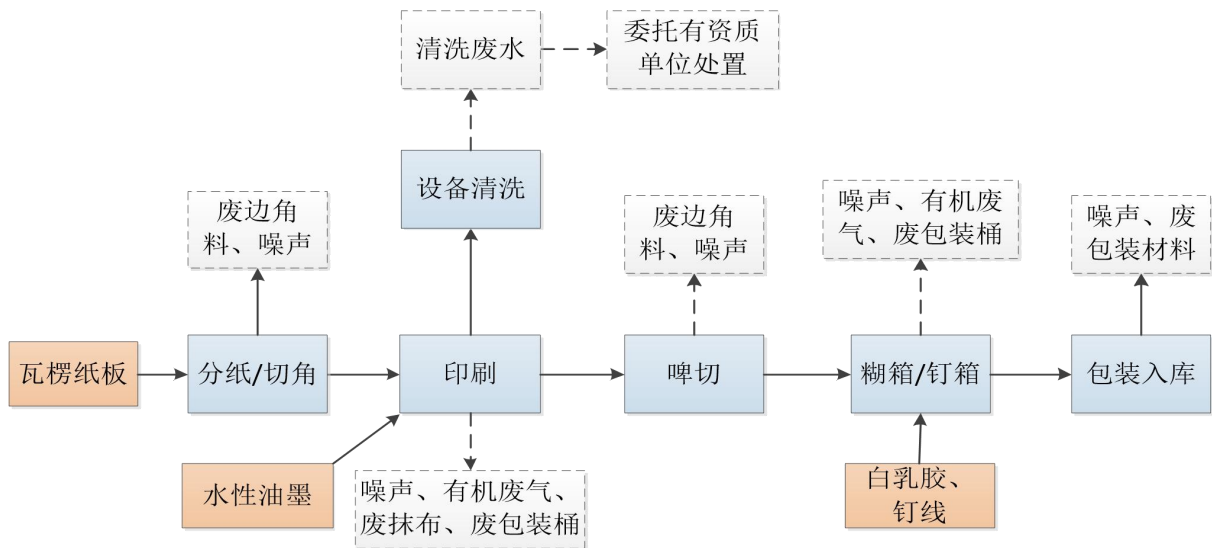 清洗废水
委托有资质
单位处置
设备清洗
废边角
料、噪声
废边角
料、噪声
噪声、有机废
气、废包装桶
噪声、废
包装材料
瓦楞纸板
分纸/切角
印刷
啤切
糊箱/钉箱
包装入库
水性油墨
噪声、有机废气、
废抹布、废包装桶
白乳胶、
钉线